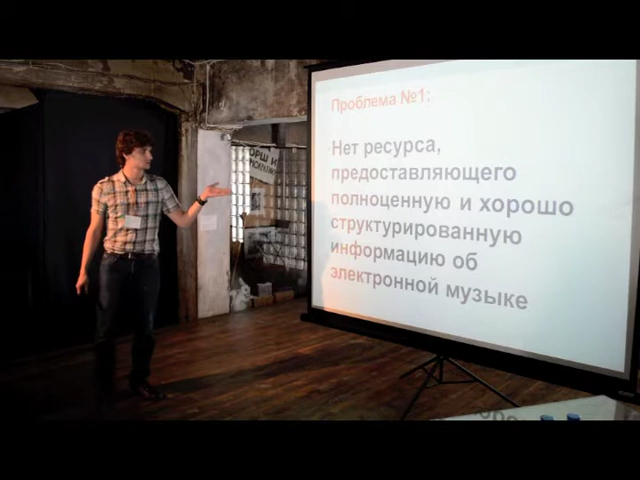 Проблема №1:
Нет ресурса,
предоставляющего
полноценную и хорошо
структурированную
информацию об
электронной музыке